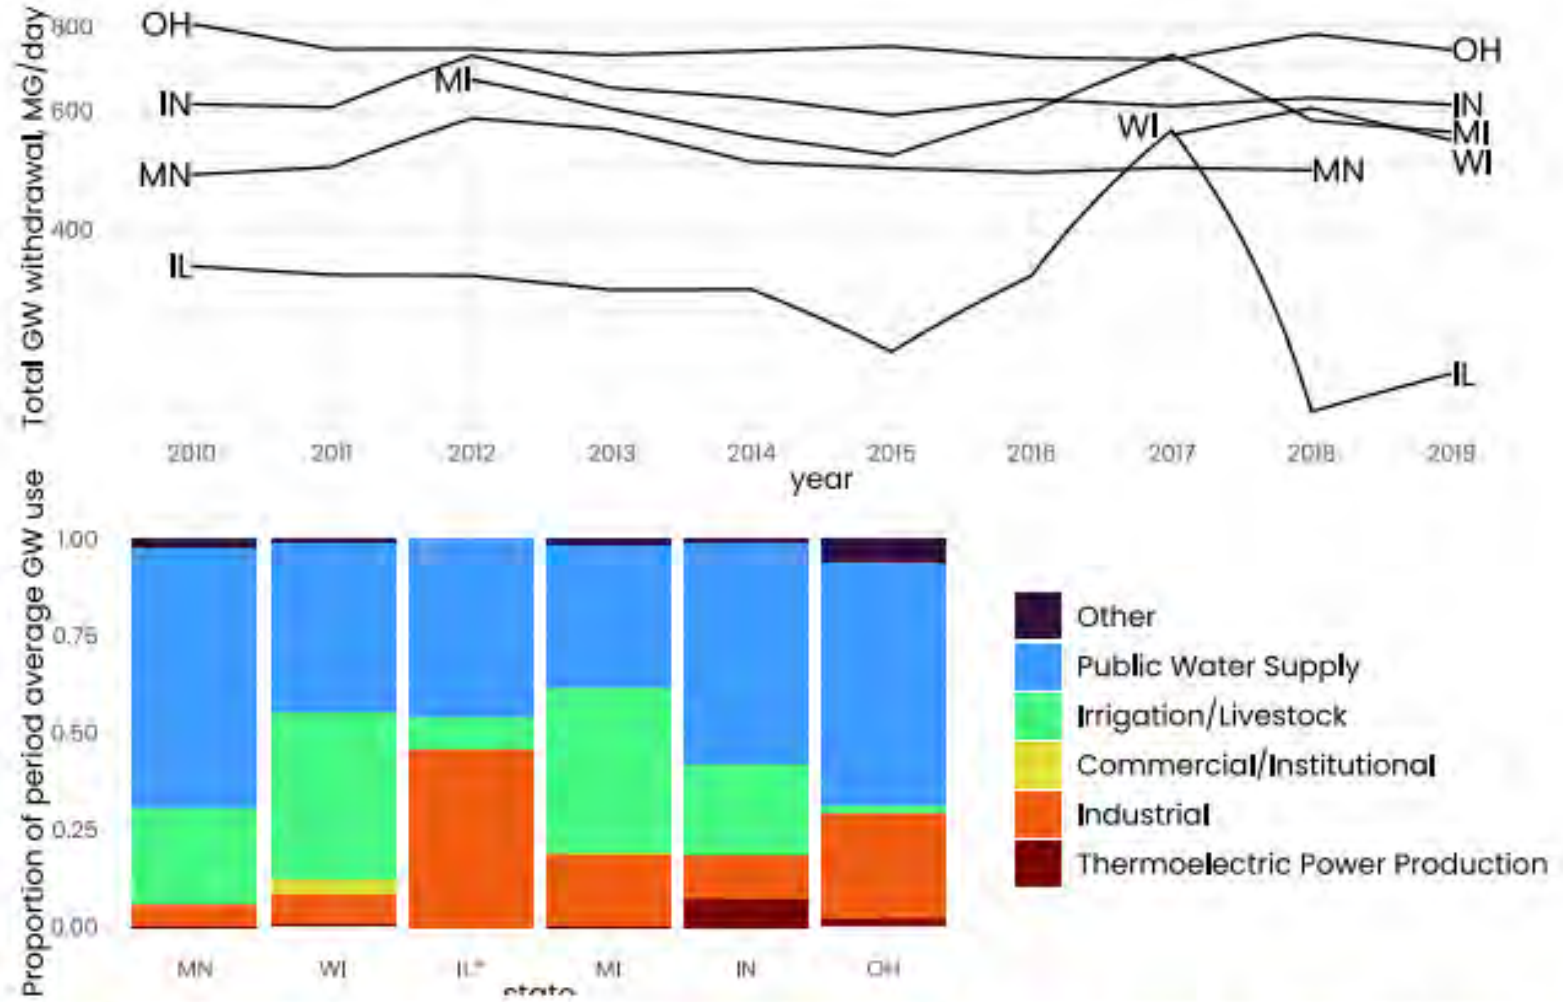 Total GW withdrawal, MG/day
800
600
400
OH
IN
MN
IL
MI
WI
OH
IN
MI
WI
MN
IL
2010 2011 2012 2013 2014 2015 2016 2017 2018 2019
year
Proportion of period average GW use
1.00
0.75
0.50
0.25
0.00
MN WI IL* MI IN OH
state
Other
Public Water Supply
Irrigation/Livestock
Commercial/Institutional
Industrial
Thermoelectric Power Production